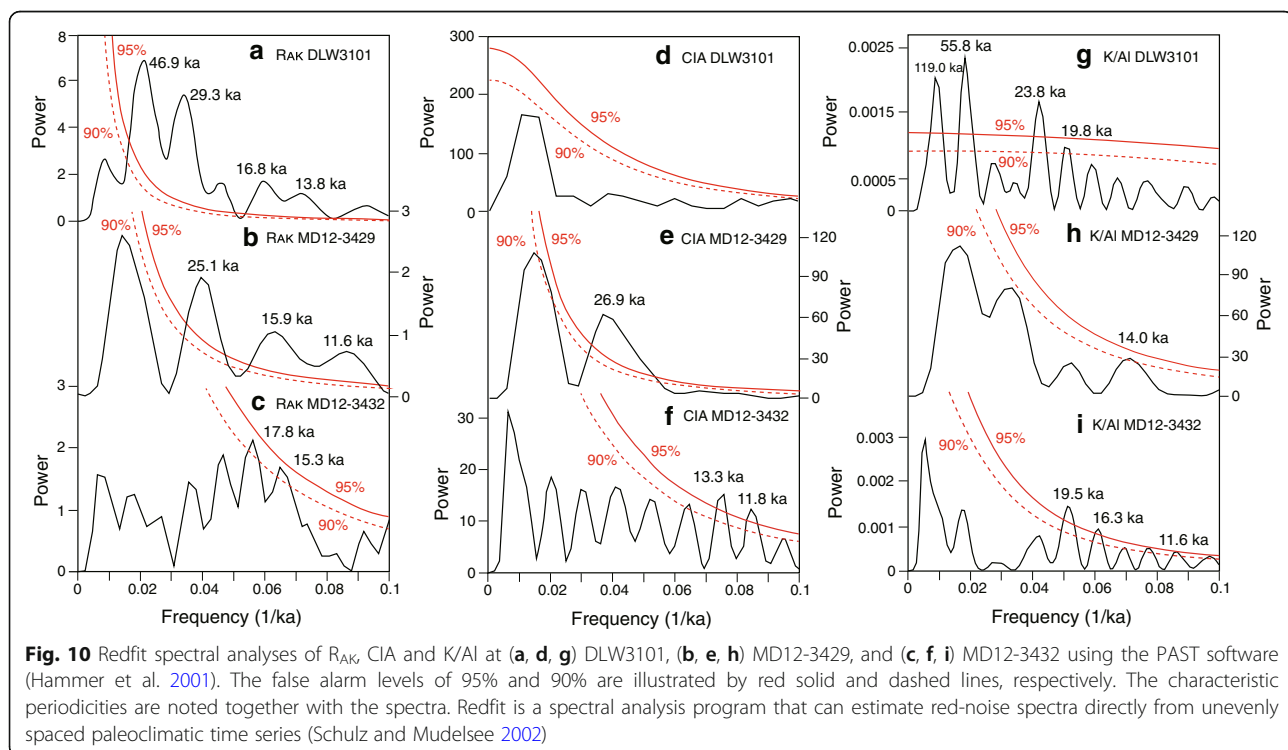 a RAK DLW3101
8
6
4
2
0
Power
95%
90%
46.9 ka
29.3 ka
16.8 ka
13.8 ka
b RAK MD12-3429
3
2
1
0
Power
90%
95%
25.1 ka
15.9 ka
11.6 ka
c RAK MD12-3432
3
2
1
0
Power
90%
95%
17.8 ka
15.3 ka
0 0.02 0.04 0.06 0.08 0.1
Frequency (1/ka)
d CIA DLW3101
300
200
100
0
Power
95%
90%
e CIA MD12-3429
120
90
60
30
0
Power
90%
95%
26.9 ka
f CIA MD12-3432
30
20
10
0
Power
90%
95%
13.3 ka
11.8 ka
0 0.02 0.04 0.06 0.08 0.1
Frequency (1/ka)
g K/Al DLW3101
0.0025
0.0015
0.0005
0
Power
119.0 ka
55.8 ka
23.8 ka
19.8 ka
95%
90%
h K/Al MD12-3429
120
90
60
30
0
Power
90%
95%
14.0 ka
i K/Al MD12-3432
0.003
0.002
0.001
0
Power
90%
95%
19.5 ka
16.3 ka
11.6 ka
0 0.02 0.04 0.06 0.08 0.1
Frequency (1/ka)
Fig. 10 Redfit spectral analyses of RAK, CIA and K/Al at (a, d, g) DLW3101, (b, e, h) MD12-3429, and (c, f, i) MD12-3432 using the PAST software
(Hammer et al. 2001). The false alarm levels of 95% and 90% are illustrated by red solid and dashed lines, respectively. The characteristic
periodicities are noted together with the spectra. Redfit is a spectral analysis program that can estimate red-noise spectra directly from unevenly
spaced paleoclimatic time series (Schulz and Mudelsee 2002)